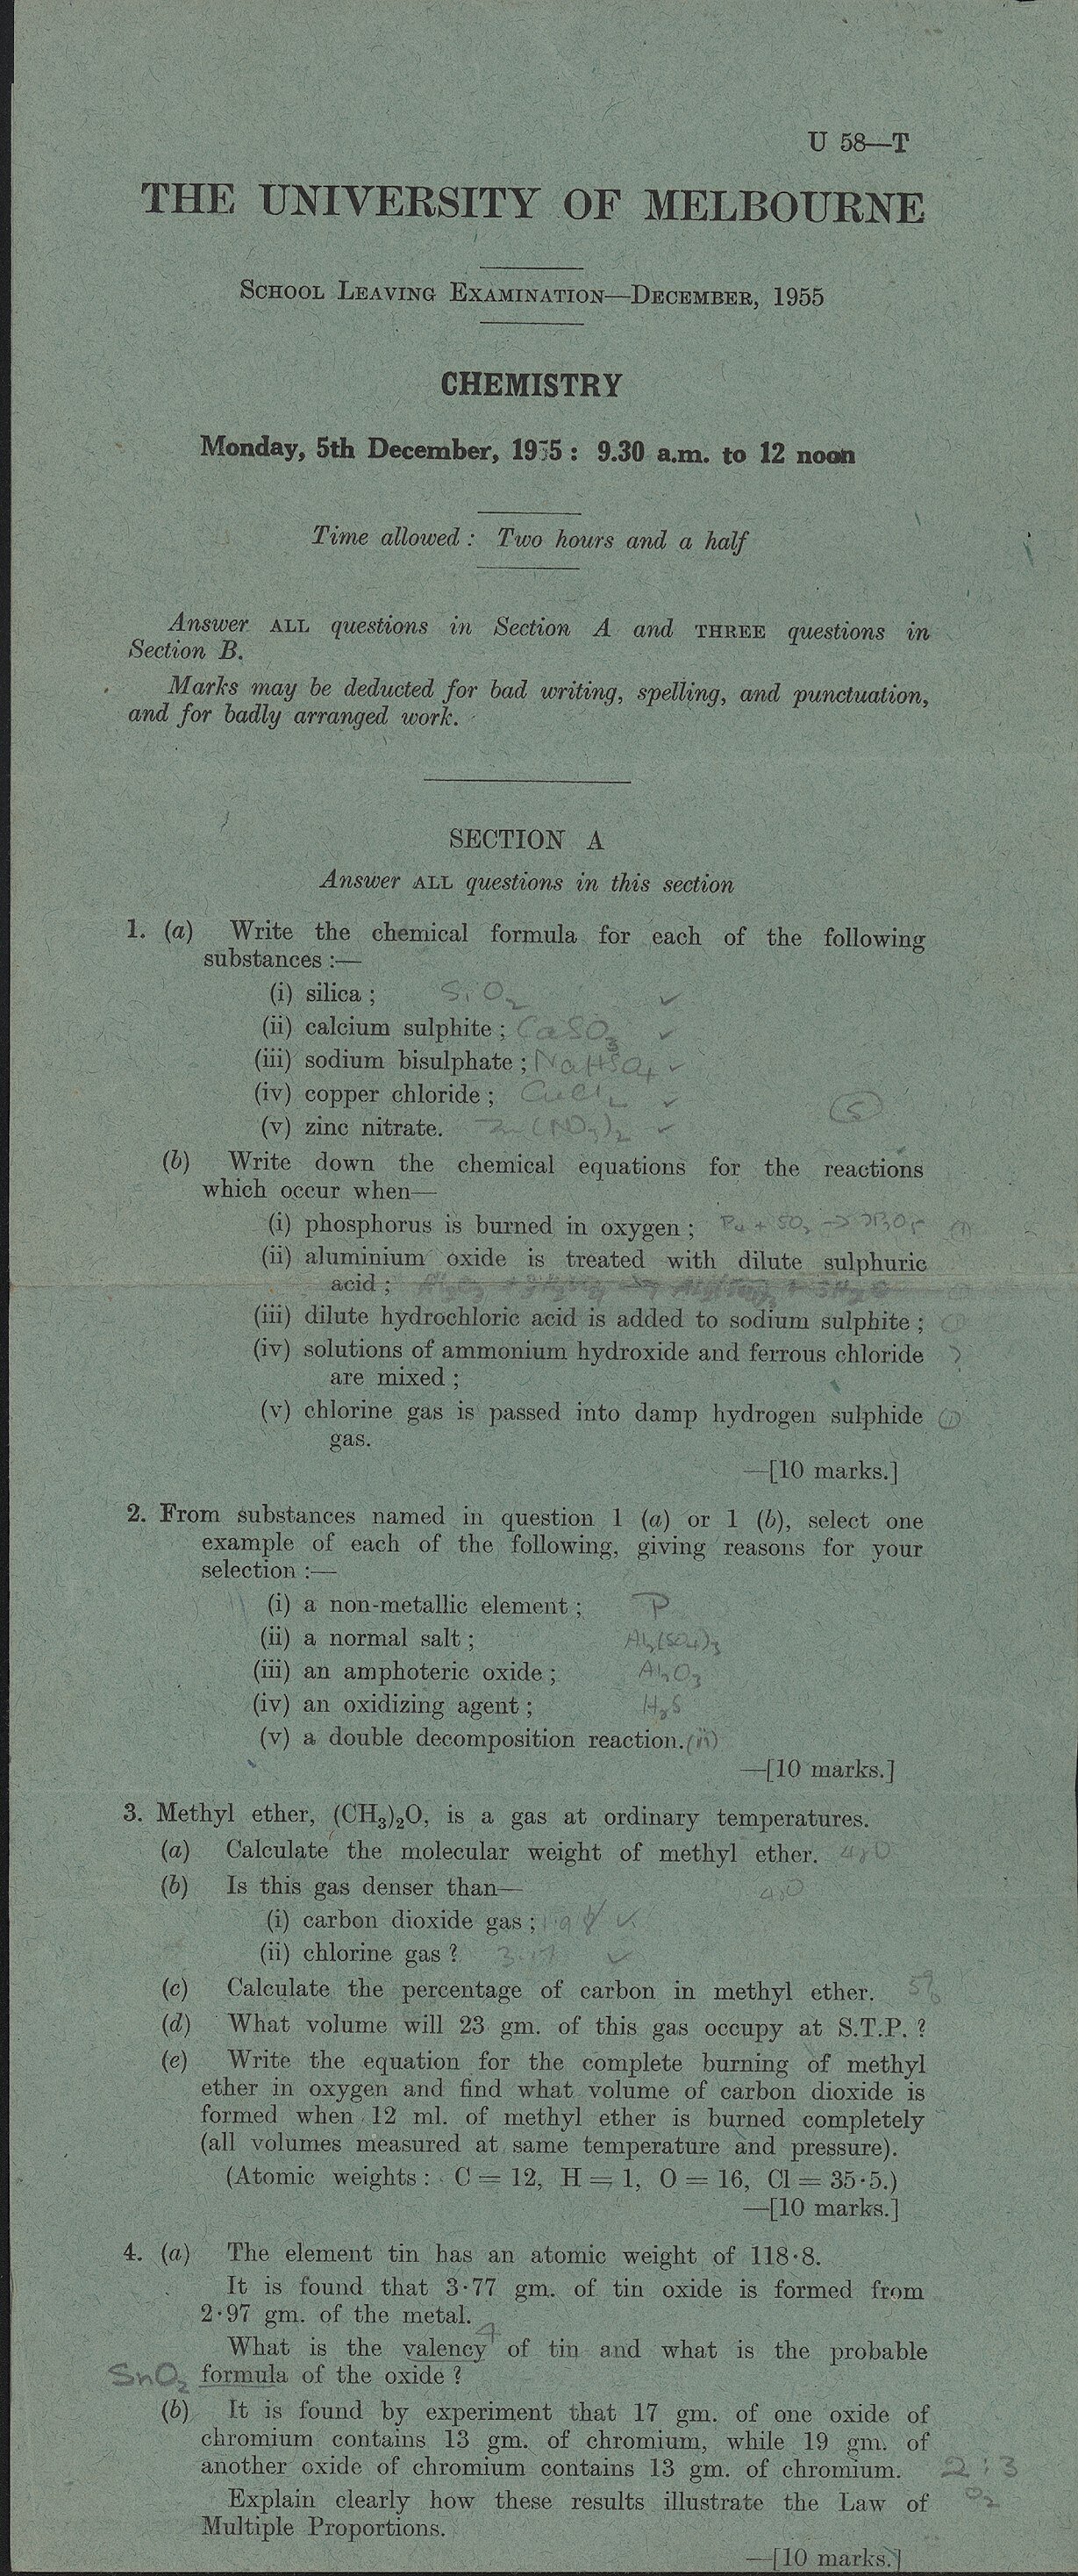 U 58—T
THE UNIVERSITY OF MELBOURNE
SCHOOL LEAVING EXAMINATION—DECEMBER, 1955
CHEMISTRY
Monday, 5th December, 1955 : 9.30 a.m. to 12 noon
Time allowed : Two hours and a half
Answer ALL questions in Section A and THREE questions in
Section B.
Marks may be deducted for bad writing, spelling, and punctuation,
and for badly arranged work.
SECTION A
Answer ALL questions in this section
1. (a) Write the chemical formula for each of the following
substances :—
(i) silica ; SiO2 ✓
(ii) calcium sulphite ; CaSO3 ✓
(iii) sodium bisulphate ; NaHSO4 ✓
(iv) copper chloride ; CuCl2 ✓
(v) zinc nitrate. Zn(NO3)2 ✓ 5
(b) Write down the chemical equations for the reactions
which occur when—
(i) phosphorus is burned in oxygen ; P4 + 5O2 →
(ii) aluminium oxide is treated with dilute sulphuric
acid ;
(iii) dilute hydrochloric acid is added to sodium sulphite ;
(iv) solutions of ammonium hydroxide and ferrous chloride
are mixed ;
(v) chlorine gas is passed into damp hydrogen sulphide
gas.
—[10 marks.]
2. From substances named in question 1 (a) or 1 (b), select one
example of each of the following, giving reasons for your
selection :—
(i) a non-metallic element ; P
(ii) a normal salt ; Al2(SO4)3
(iii) an amphoteric oxide ; Al2O3
(iv) an oxidizing agent ; H2S
(v) a double decomposition reaction.
—[10 marks.]
3. Methyl ether, (CH3)2O, is a gas at ordinary temperatures.
(a) Calculate the molecular weight of methyl ether.
(b) Is this gas denser than—
(i) carbon dioxide gas ; ✓
(ii) chlorine gas ? ✓
(c) Calculate the percentage of carbon in methyl ether.
(d) What volume will 23 gm. of this gas occupy at S.T.P. ?
(e) Write the equation for the complete burning of methyl
ether in oxygen and find what volume of carbon dioxide is
formed when 12 ml. of methyl ether is burned completely
(all volumes measured at same temperature and pressure).
(Atomic weights : C = 12, H = 1, O = 16, Cl = 35·5.)
—[10 marks.]
4. (a) The element tin has an atomic weight of 118·8.
It is found that 3·77 gm. of tin oxide is formed from
2·97 gm. of the metal.
4
What is the valency of tin and what is the probable
SnO2 formula of the oxide ?
(b) It is found by experiment that 17 gm. of one oxide of
chromium contains 13 gm. of chromium, while 19 gm. of
another oxide of chromium contains 13 gm. of chromium. 2 : 3
Explain clearly how these results illustrate the Law of O2
Multiple Proportions.
—[10 marks.]